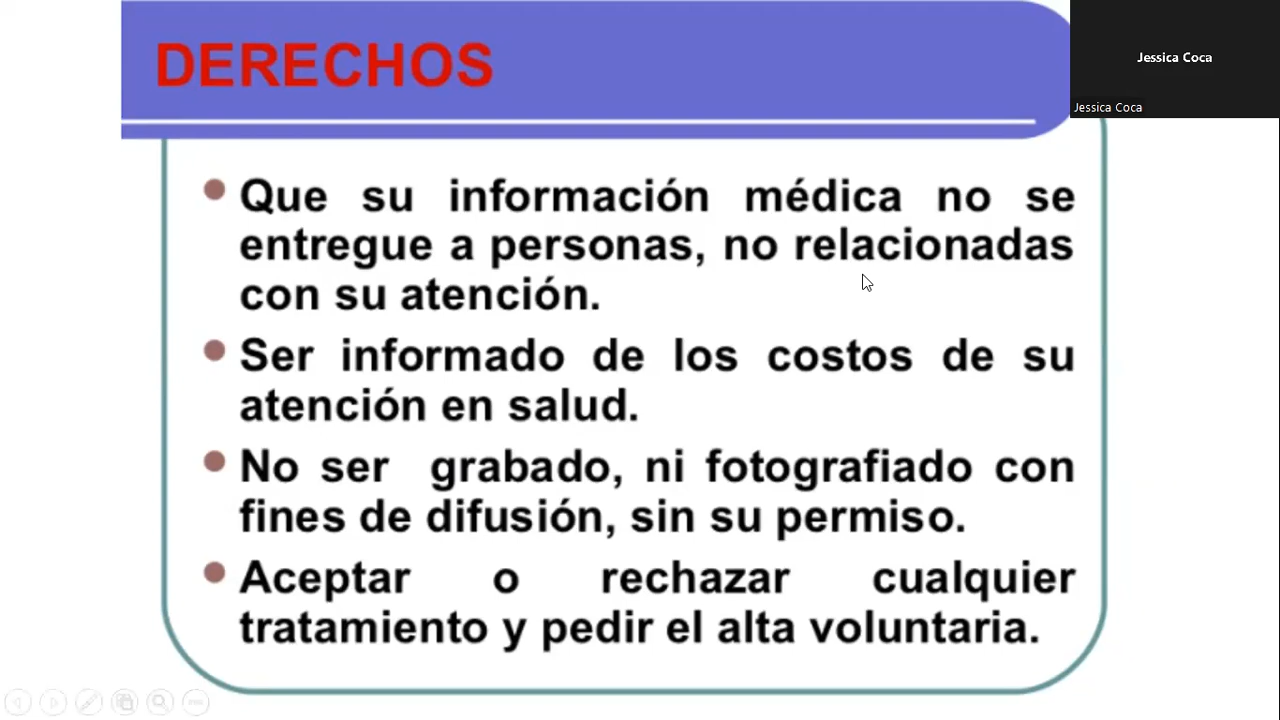 DERECHOS
Jessica Coca
Jessica Coca
Que su información médica no se
entregue a personas, no relacionadas
con su atención.
Ser informado de los costos de su
atención en salud.
No ser grabado, ni fotografiado con
fines de difusión, sin su permiso.
Aceptar o rechazar cualquier
tratamiento y pedir el alta voluntaria.